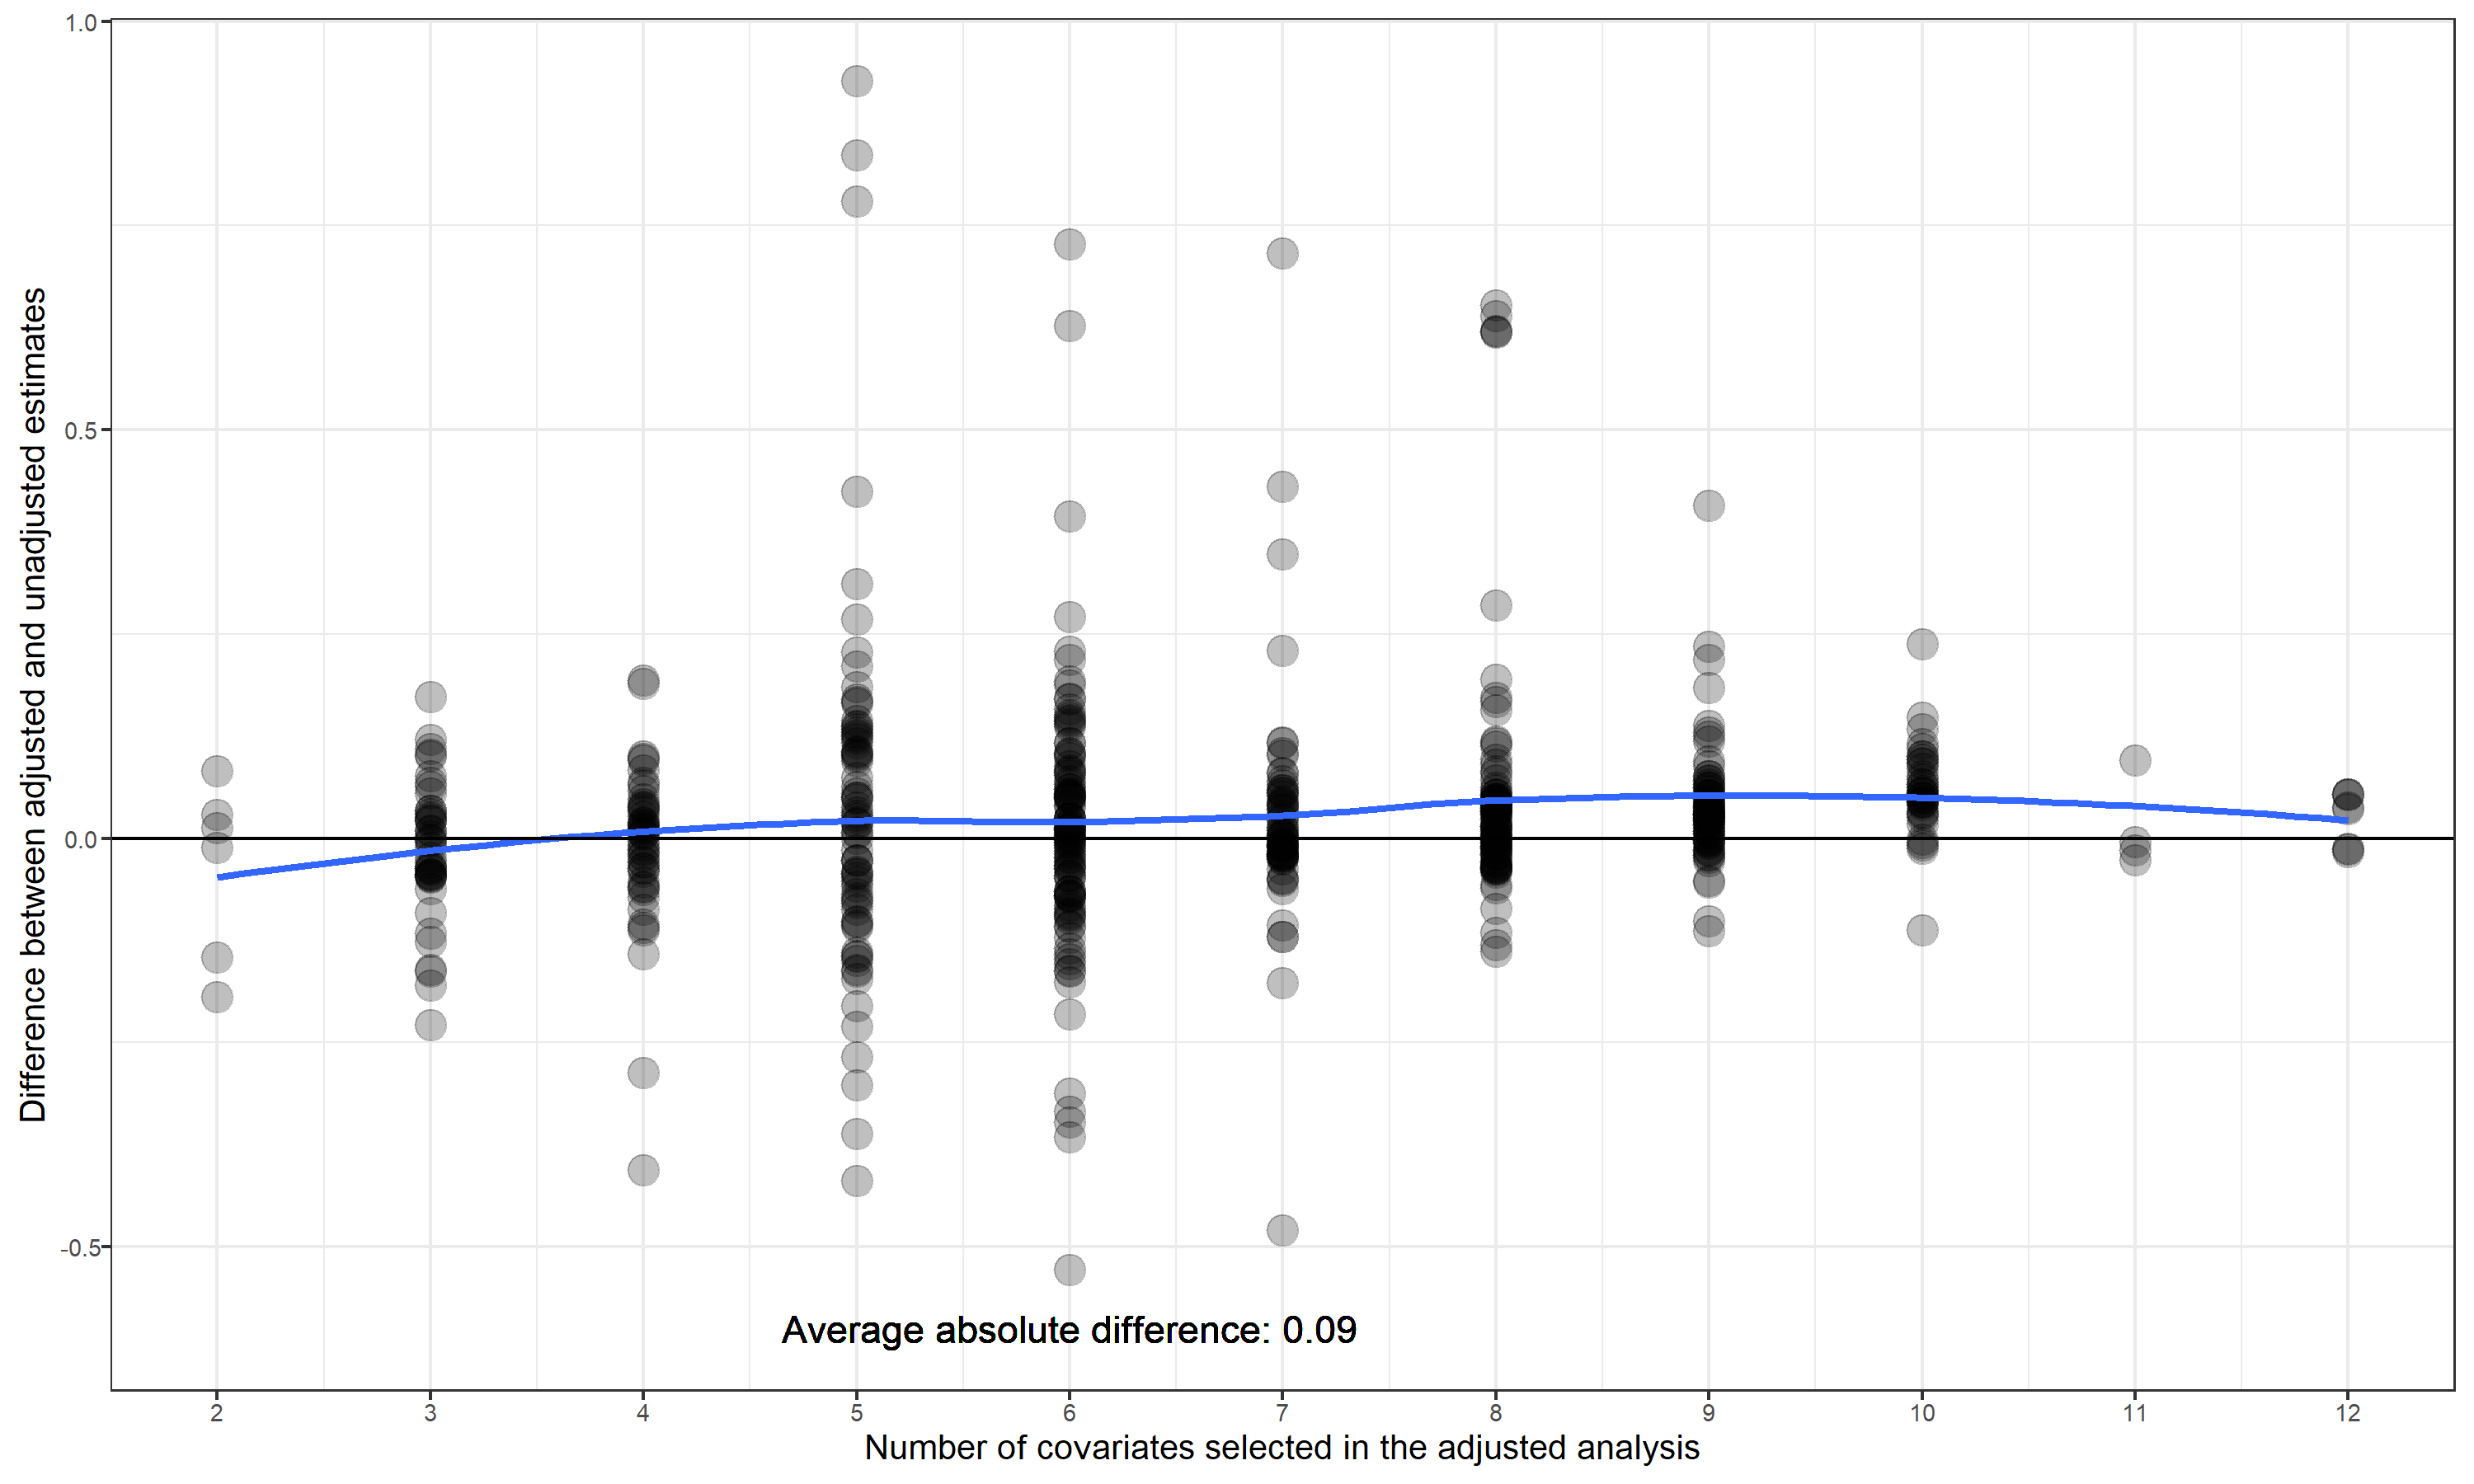 Difference between adjusted and unadjusted estimates
1.0
0.5
0.0
-0.5
Average absolute difference: 0.09
2 3 4 5 6 7 8 9 10 11 12
Number of covariates selected in the adjusted analysis